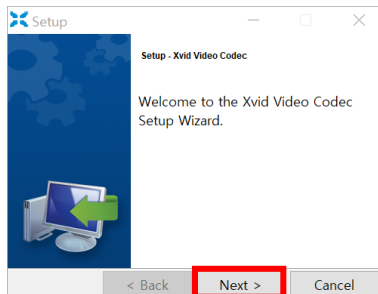 Setup
Setup - Xvid Video Codec
Welcome to the Xvid Video Codec
Setup Wizard.
< Back Next > Cancel